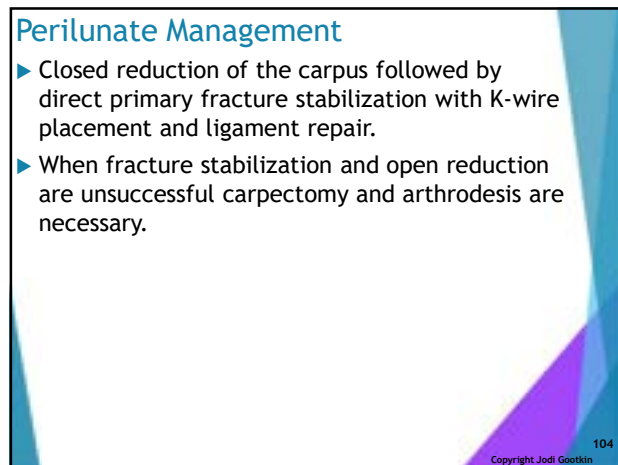 Perilunate Management
▶ Closed reduction of the carpus followed by
direct primary fracture stabilization with K-wire
placement and ligament repair.
▶ When fracture stabilization and open reduction
are unsuccessful carpectomy and arthrodesis are
necessary.
104
Copyright Jodi Gootkin